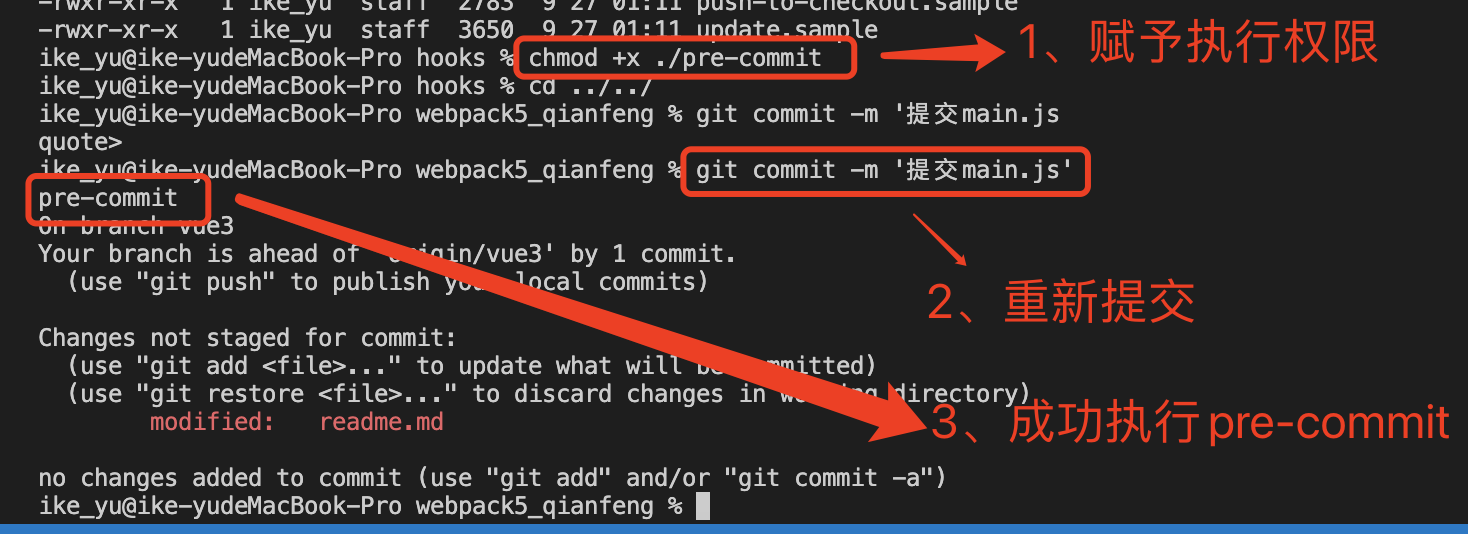 -rwxr-xr-x   1 ike_yu  staff  2783  9 27 01:11 push-to-checkout.sample
-rwxr-xr-x   1 ike_yu  staff  3650  9 27 01:11 update.sample
ike_yu@ike-yudeMacBook-Pro hooks % chmod +x ./pre-commit
1、赋予执行权限
ike_yu@ike-yudeMacBook-Pro hooks % cd ../../
ike_yu@ike-yudeMacBook-Pro webpack5_qianfeng % git commit -m '提交main.js
quote>
ike_yu@ike-yudeMacBook-Pro webpack5_qianfeng % git commit -m '提交main.js'
pre-commit
On branch vue3
Your branch is ahead of 'origin/vue3' by 1 commit.
  (use "git push" to publish your local commits)
2、重新提交
Changes not staged for commit:
  (use "git add <file>..." to update what will be committed)
  (use "git restore <file>..." to discard changes in working directory)
        modified:   readme.md
3、成功执行pre-commit
no changes added to commit (use "git add" and/or "git commit -a")
ike_yu@ike-yudeMacBook-Pro webpack5_qianfeng %